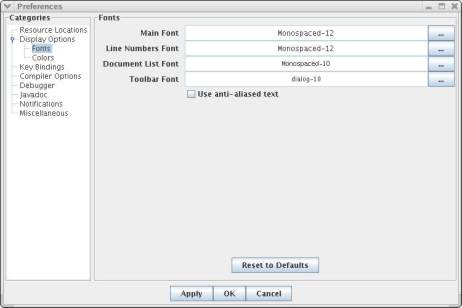 Preferences
Categories
Resource Locations
Display Options
Fonts
Colors
Key Bindings
Compiler Options
Debugger
Javadoc
Notifications
Miscellaneous
Fonts
Main Font Monospaced-12 ...
Line Numbers Font Monospaced-12 ...
Document List Font Monospaced-10 ...
Toolbar Font dialog-10 ...
Use anti-aliased text
Reset to Defaults
Apply OK Cancel